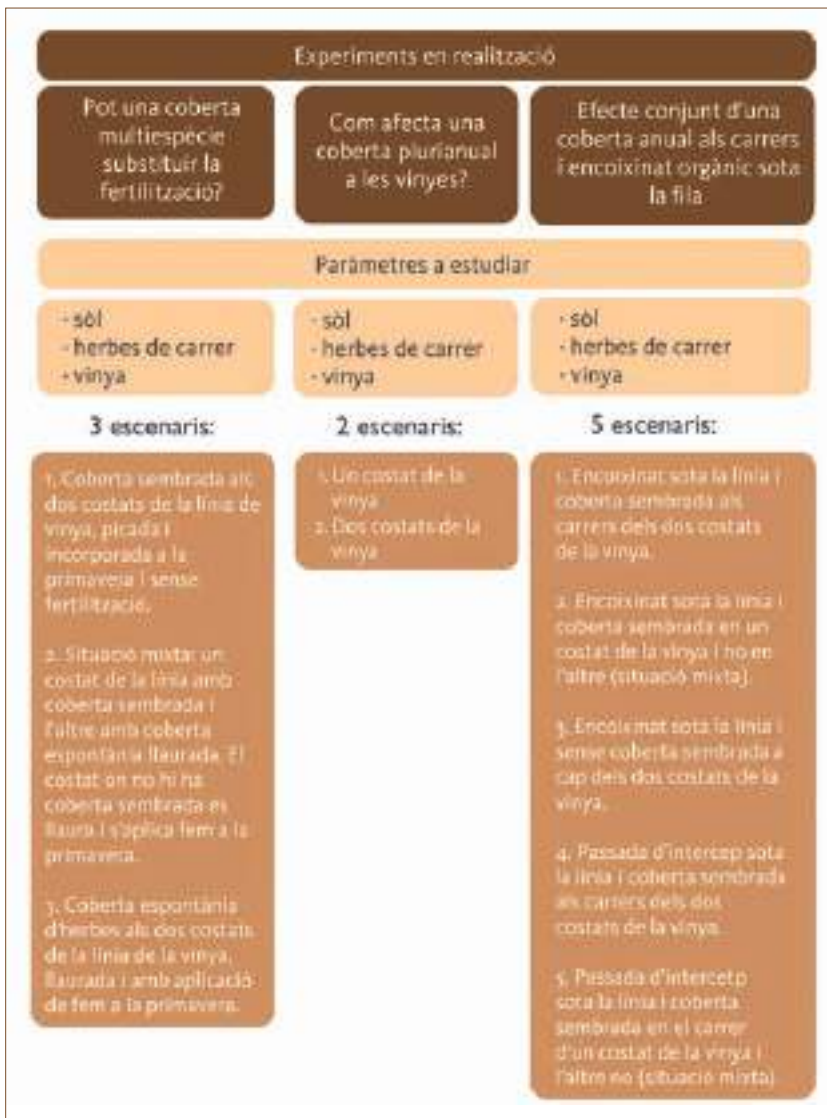 Experiments en realització
Pot una coberta
multiespècie
substituir la
fertilització?
Com afecta una
coberta plurianual
a les vinyes?
Efecte conjunt d'una
coberta anual als carrers
i encoixinat orgànic sota
la fila
Paràmetres a estudiar
- sòl
- herbes de carrer
- vinya
- sòl
- herbes de carrer
- vinya
- sòl
- herbes de carrer
- vinya
3 escenaris:
2 escenaris:
5 escenaris:
1. Coberta sembrada als
dos costats de la línia de
vinya, picada i
incorporada a la
primavera i sense
fertilització.
2. Situació mixta: un
costat de la línia amb
coberta sembrada i
l'altre amb coberta
espontània llaurada. El
costat on no hi ha
coberta sembrada es
llaura i s'aplica fem a la
primavera.
3. Coberta espontània
d'herbes als dos costats
de la línia de la vinya,
llaurada i amb aplicació
de fem a la primavera.
1. Un costat de la
vinya
2. Dos costats de la
vinya
1. Encoixinat sota la línia i
coberta sembrada als
carrers dels dos costats
de la vinya.
2. Encoixinat sota la línia i
coberta sembrada en un
costat de la vinya i no en
l'altre (situació mixta).
3. Encoixinat sota la línia i
sense coberta sembrada a
cap dels dos costats de la
vinya.
4. Passada d'intercep sota
la línia i coberta sembrada
als carrers dels dos
costats de la vinya.
5. Passada d'intercetp
sota la línia i coberta
sembrada en el carrer
d'un costat de la vinya i
l'altre no (situació mixta)